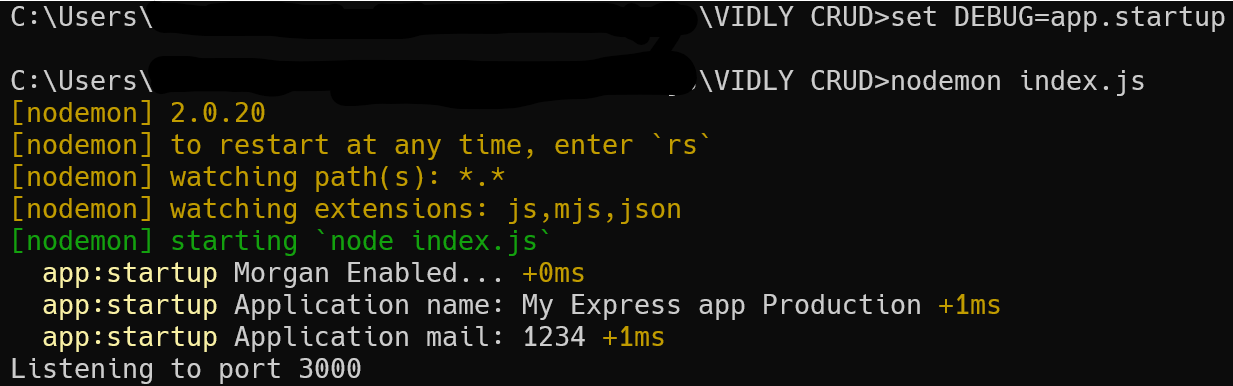 C:\Users\ \VIDLY CRUD>set DEBUG=app.startup
C:\Users\ \VIDLY CRUD>nodemon index.js
[nodemon] 2.0.20
[nodemon] to restart at any time, enter `rs`
[nodemon] watching path(s): *.*
[nodemon] watching extensions: js,mjs,json
[nodemon] starting `node index.js`
app:startup Morgan Enabled... +0ms
app:startup Application name: My Express app Production +1ms
app:startup Application mail: 1234 +1ms
Listening to port 3000